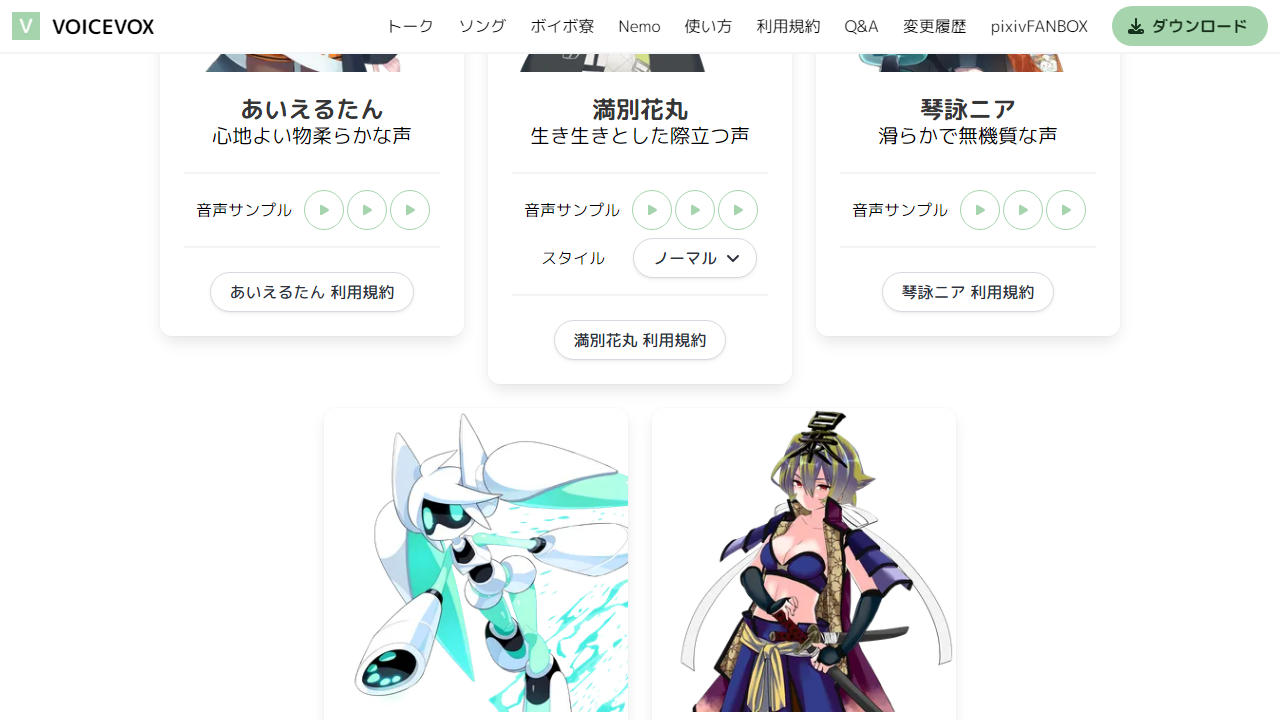 V VOICEVOX トーク ソング ボイボ寮 Nemo 使い方 利用規約 Q&A 変更履歴 pixivFANBOX ダウンロード
あいえるたん
心地よい物柔らかな声
音声サンプル
あいえるたん 利用規約
満別花丸
生き生きとした際立つ声
音声サンプル
スタイル ノーマル
満別花丸 利用規約
琴詠ニア
滑らかで無機質な声
音声サンプル
琴詠ニア 利用規約